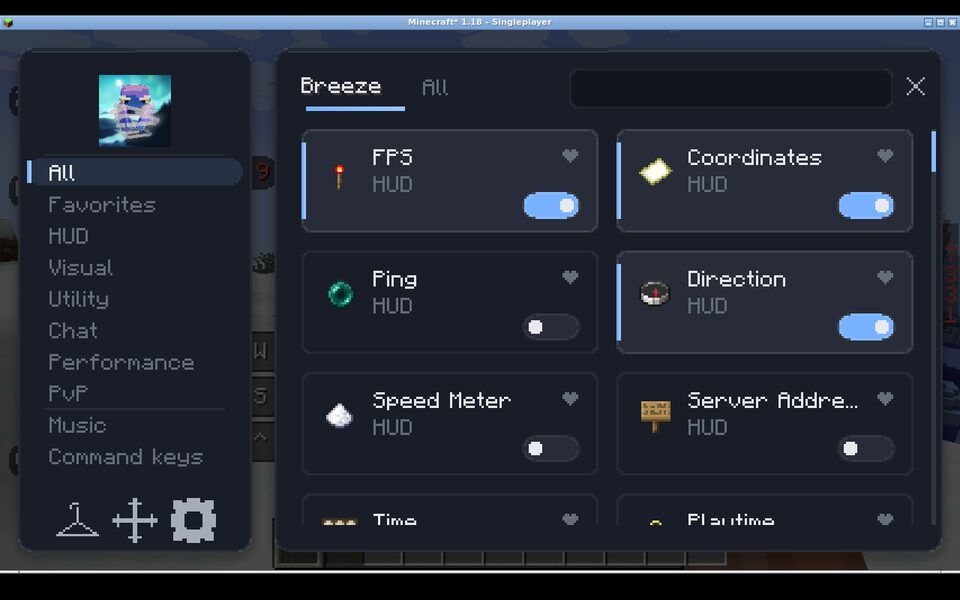 Minecraft* 1.18 - Singleplayer
Breeze
All
All
Favorites
HUD
Visual
Utility
Chat
Performance
PvP
Music
Command keys
FPS
HUD
Coordinates
HUD
Ping
HUD
Direction
HUD
Speed Meter
HUD
Server Addre...
HUD
Time
Playtime
9
W
S
^